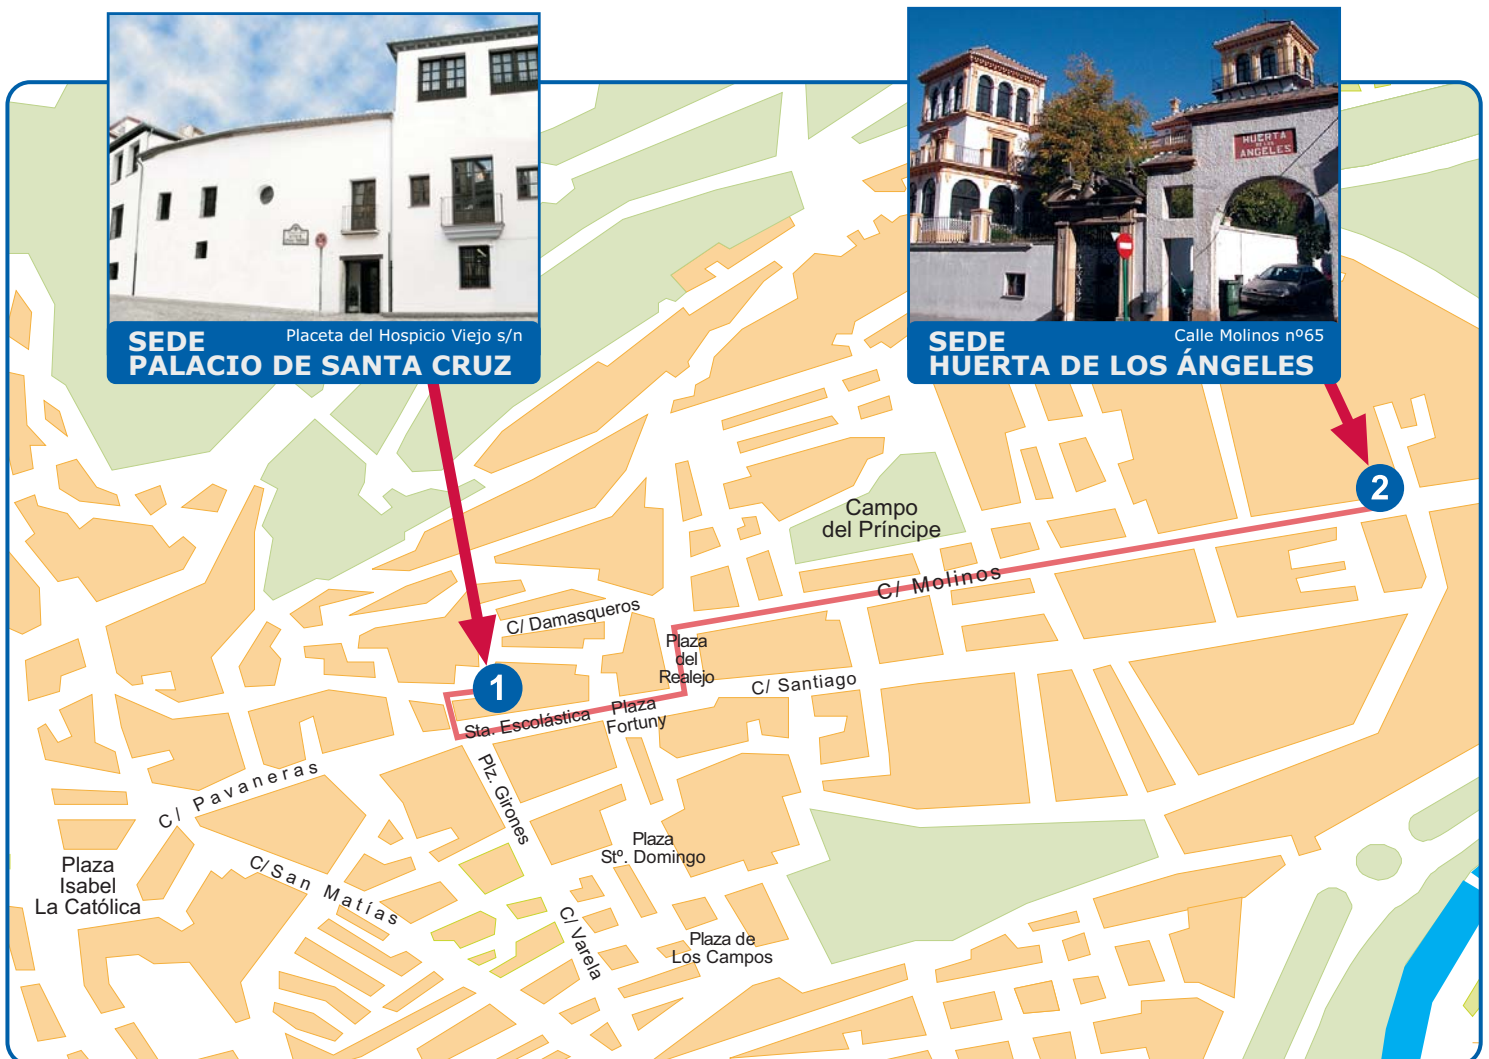 SEDE
Placeta del Hospicio Viejo s/n
PALACIO DE SANTA CRUZ
HUERTA
DE LOS
ANGELES
SEDE
Calle Molinos nº65
HUERTA DE LOS ÁNGELES
2
Campo
del Príncipe
C/ Molinos
C/ Damasqueros
Plaza
del
Realejo
1
C/ Santiago
Sta. Escolástica
Plaza
Fortuny
Plz. Girones
C/ Pavaneras
Plaza
Stº. Domingo
Plaza
Isabel
La Católica
C/San Matías
C/ Varela
Plaza de
Los Campos